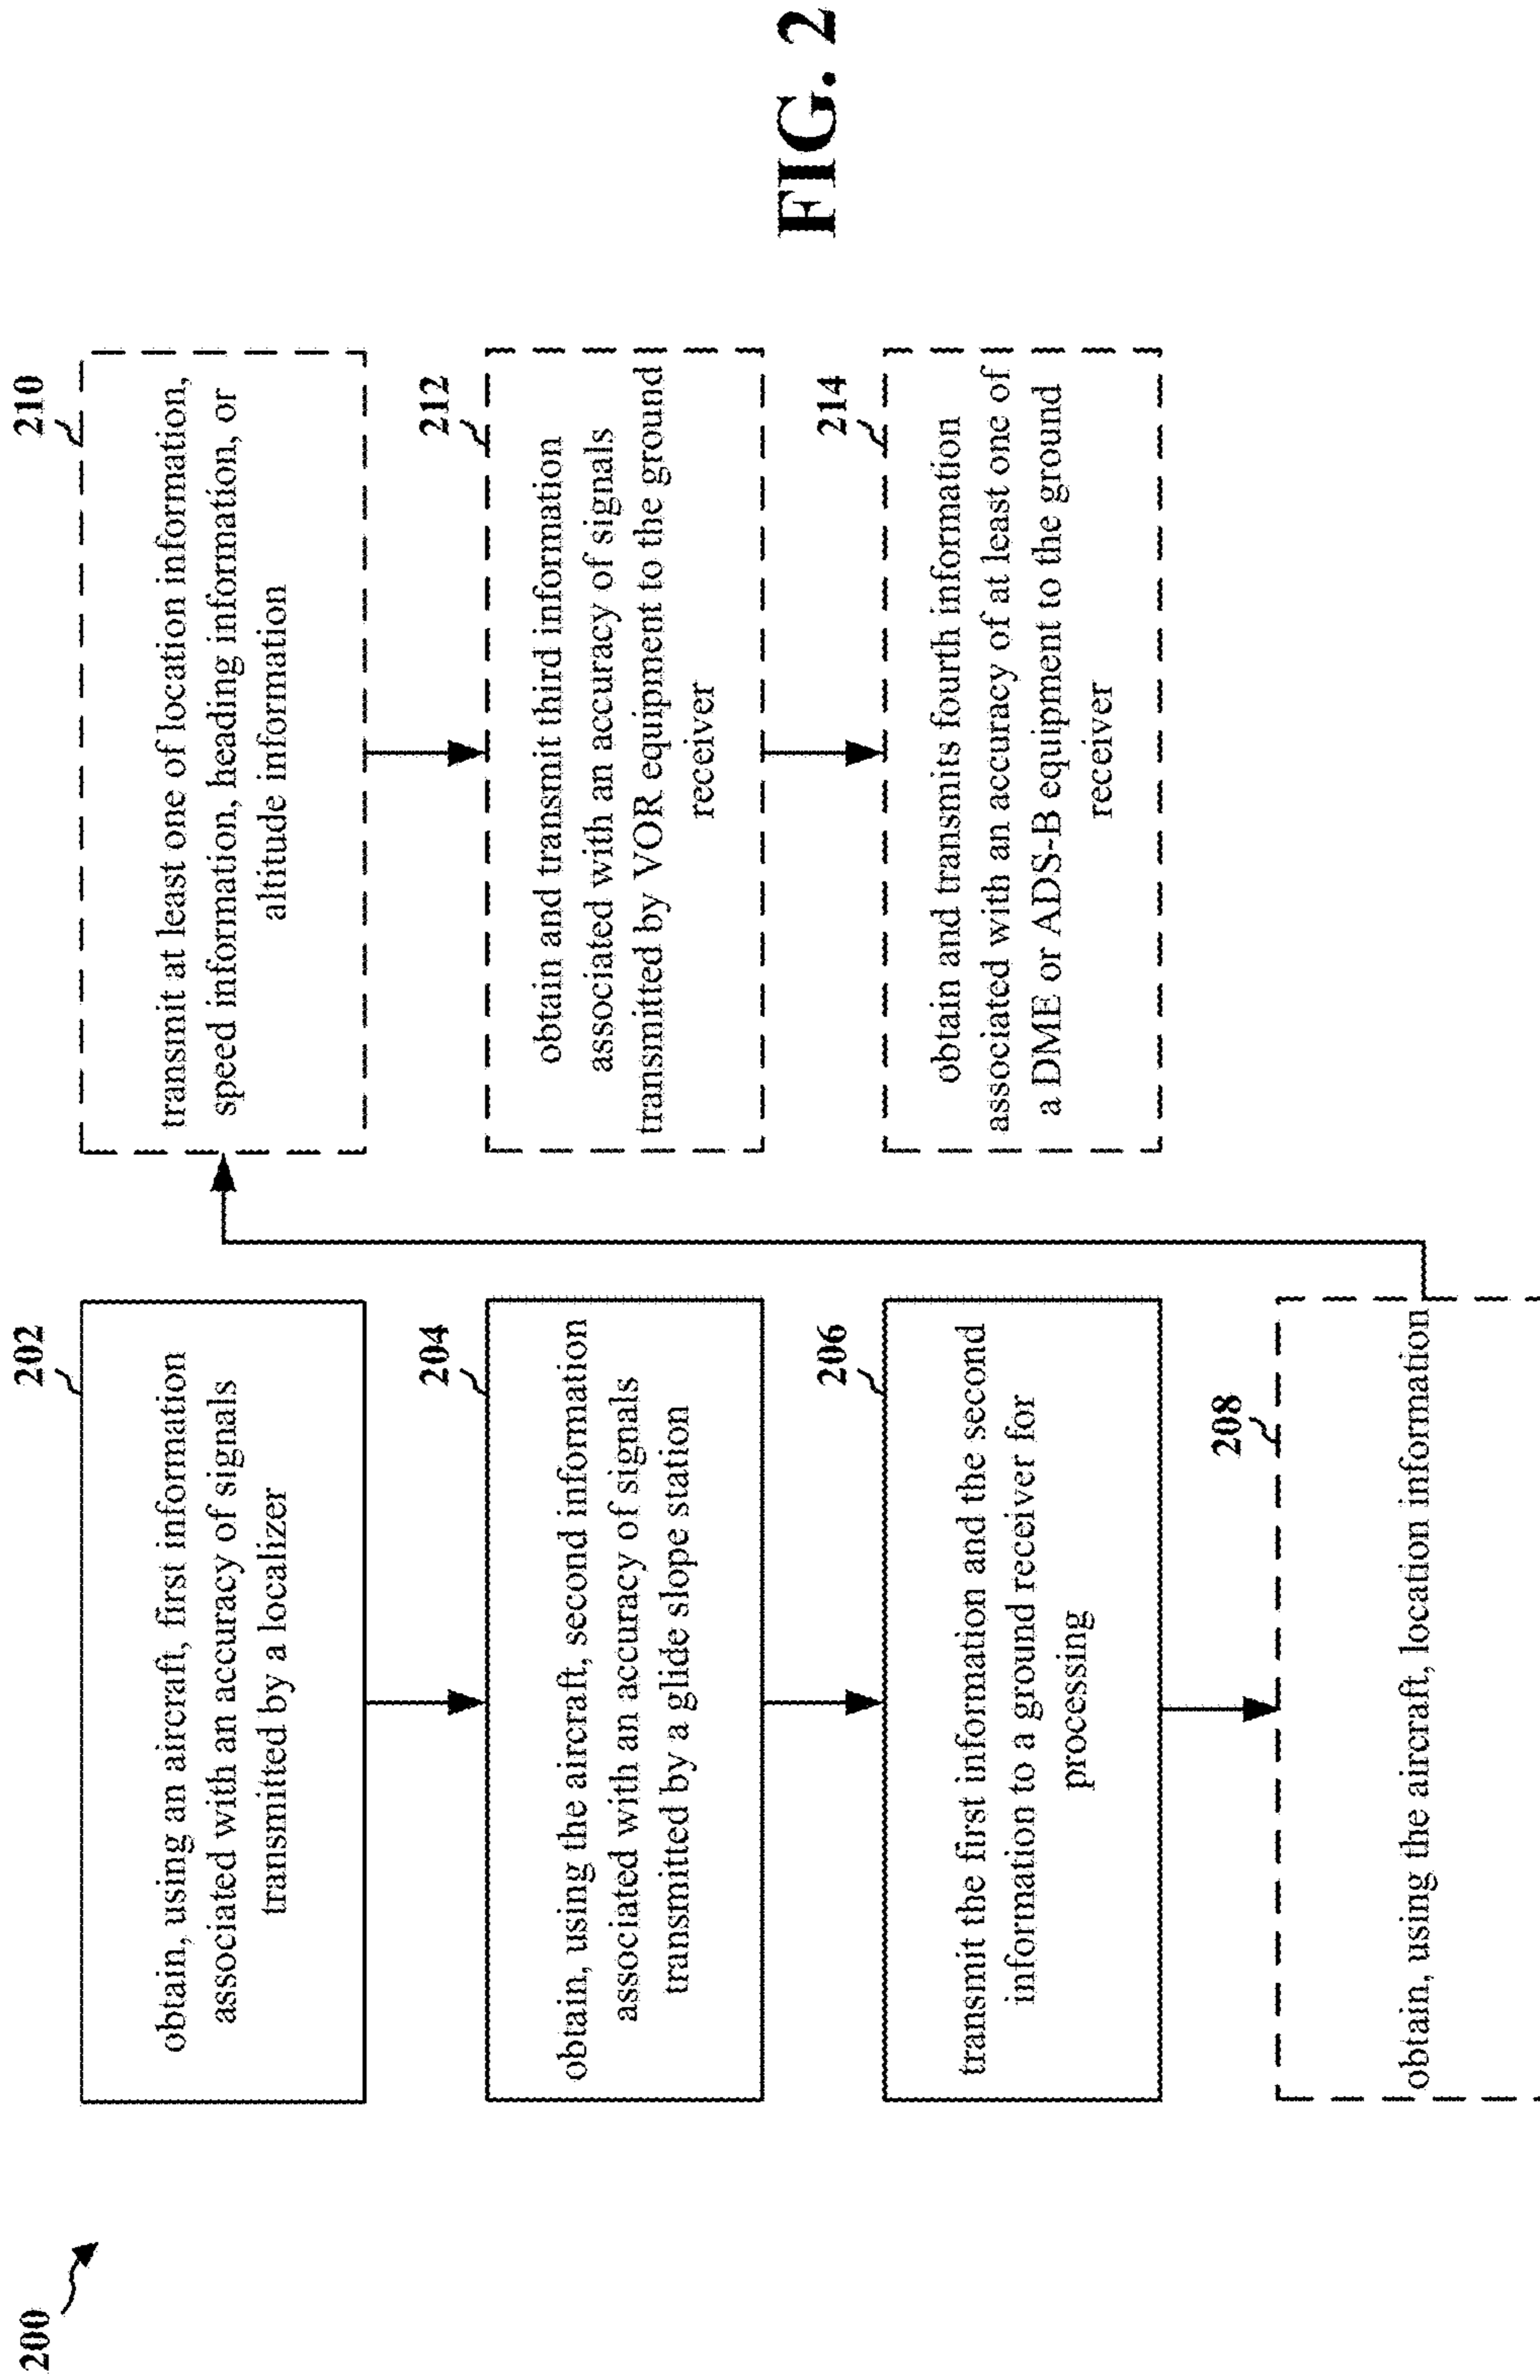 200
202
obtain, using an aircraft, first information
associated with an accuracy of signals
transmitted by a localizer
204
obtain, using the aircraft, second information
associated with an accuracy of signals
transmitted by a glide slope station
206
transmit the first information and the second
information to a ground receiver for
processing
208
obtain, using the aircraft, location information
210
transmit at least one of location information,
speed information, heading information, or
altitude information
212
obtain and transmit third information
associated with an accuracy of signals
transmitted by VOR equipment to the ground
receiver
214
obtain and transmits fourth information
associated with an accuracy of at least one of
a DME or ADS-B equipment to the ground
receiver
FIG. 2